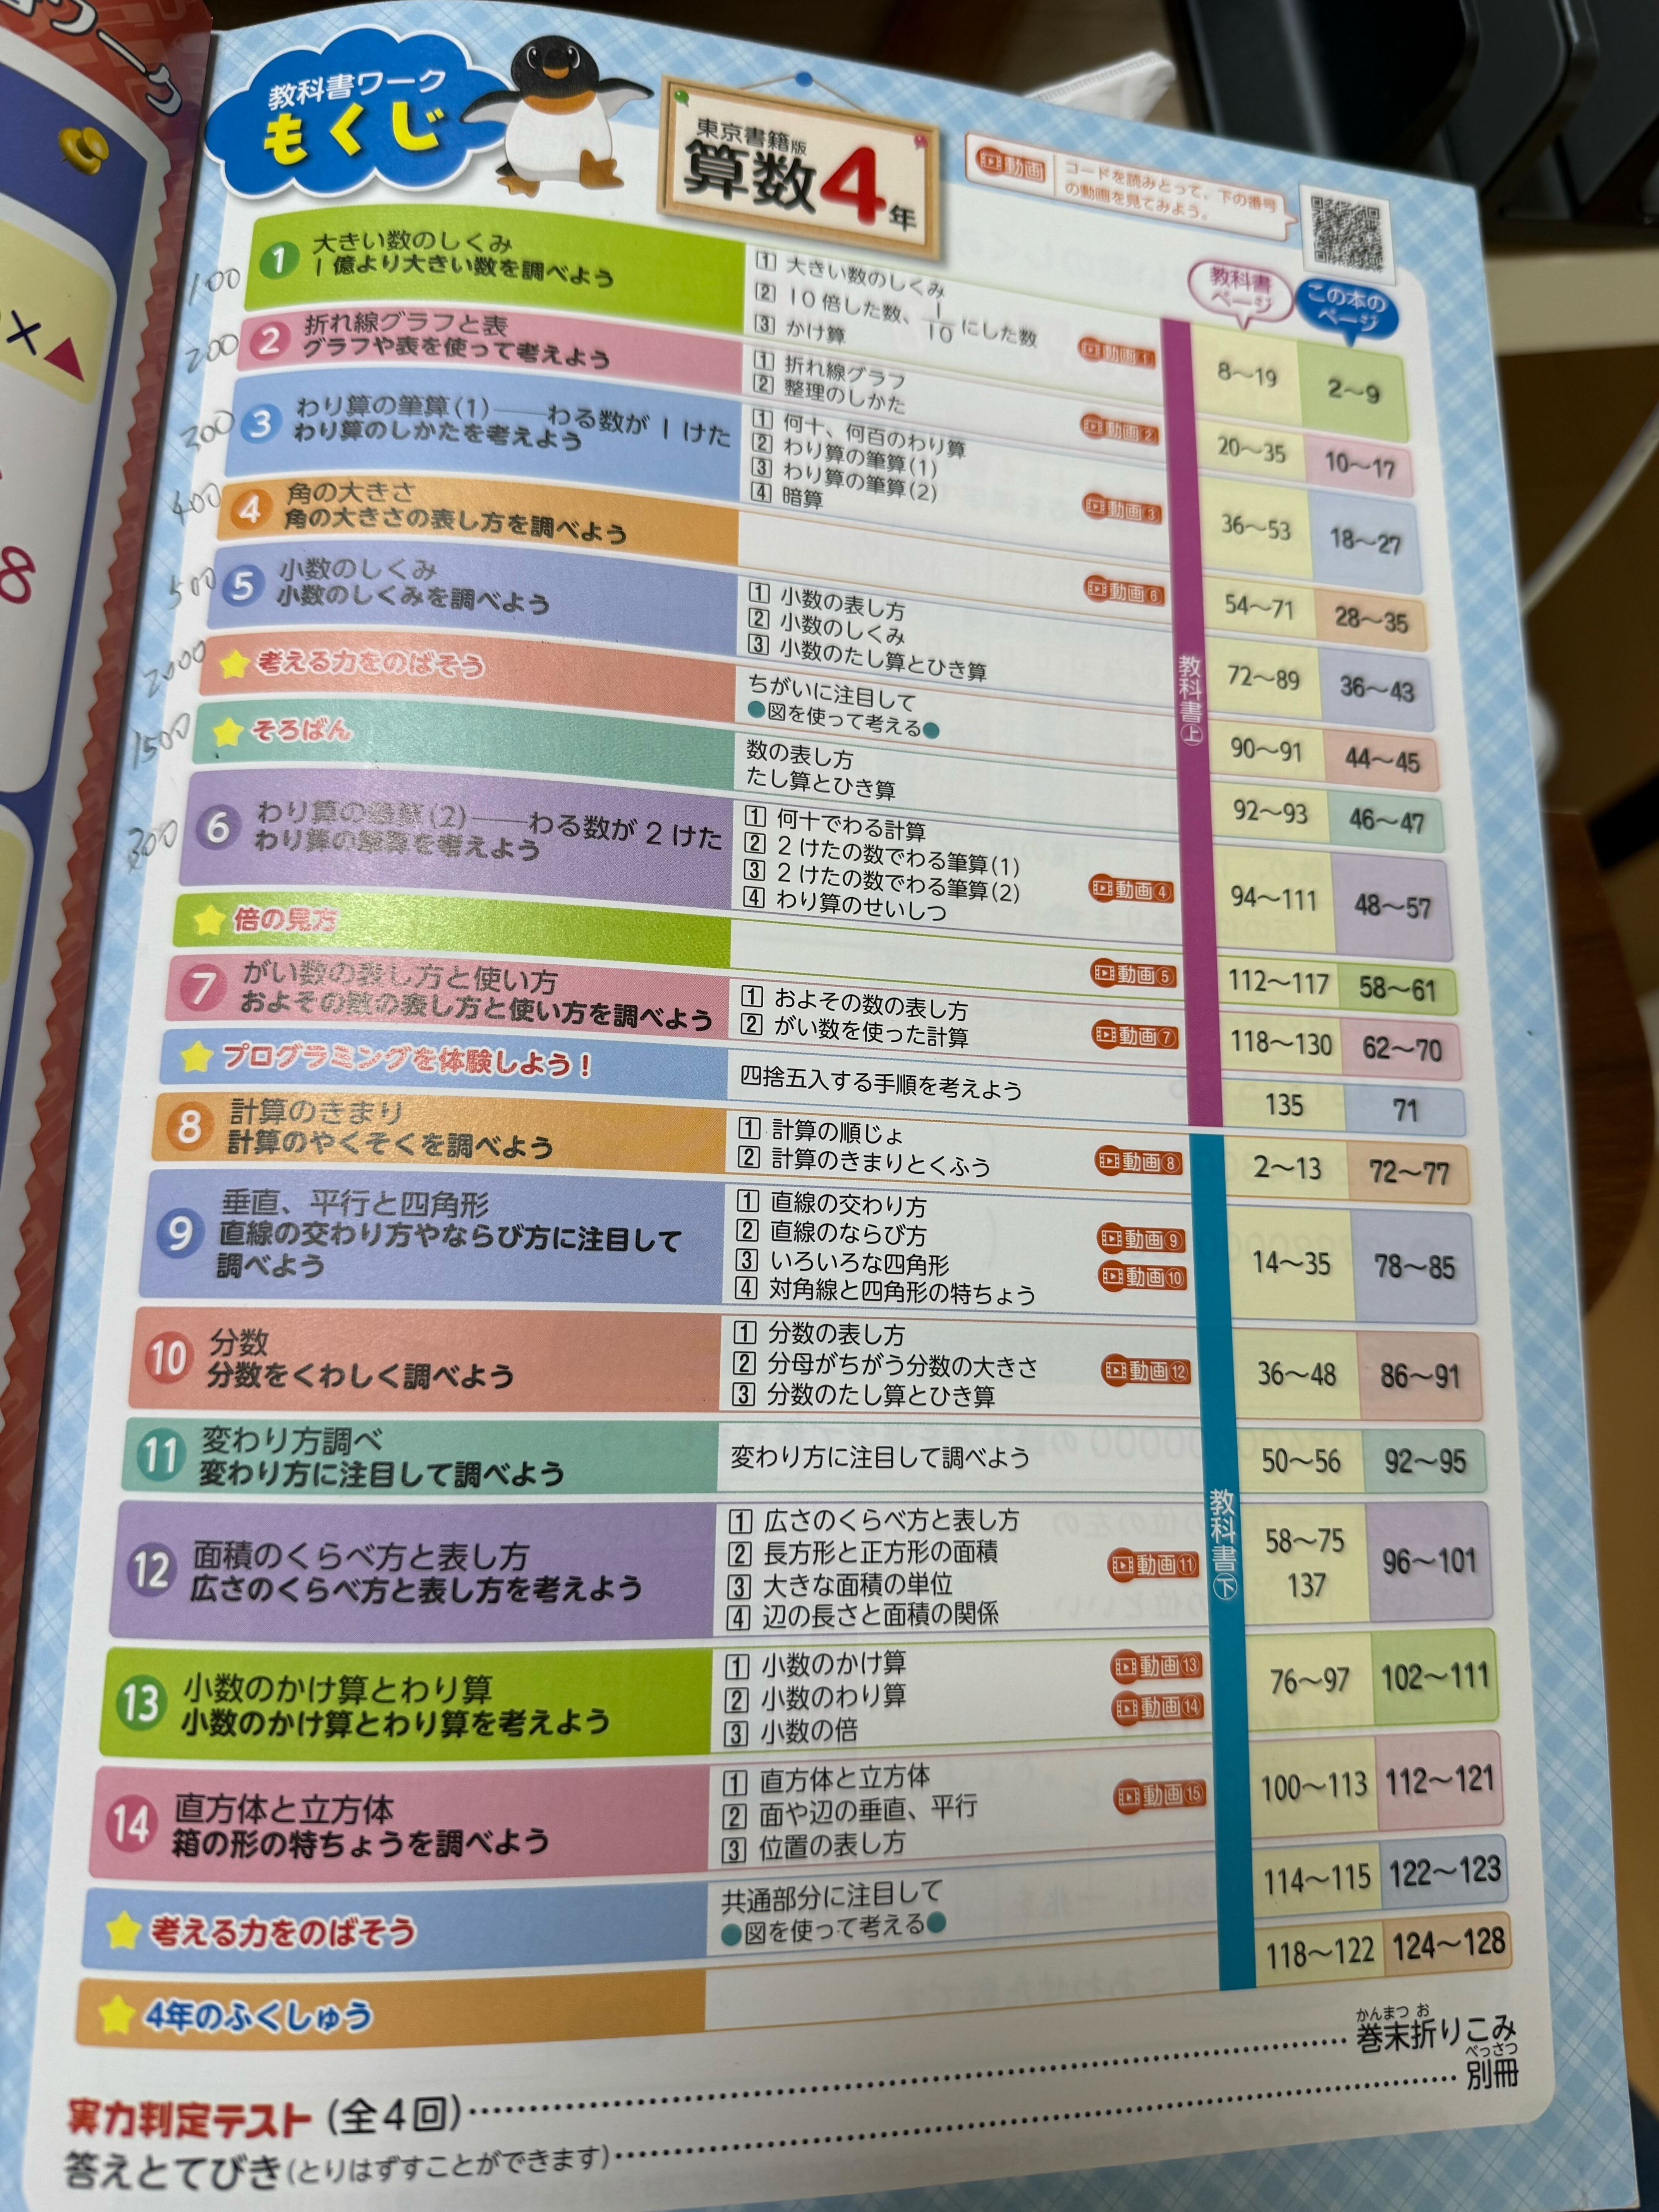 教科書ワーク
もくじ
東京書籍版
算数4年
動画
コードを読みとって、下の番号
の動画を見てみよう。
教科書ページ
この本のページ
100
1 大きい数のしくみ
1億より大きい数を調べよう
1 大きい数のしくみ
2 10倍した数、1/10にした数
3 かけ算
動画1
8〜19 2〜9
200
2 折れ線グラフと表
グラフや表を使って考えよう
1 折れ線グラフ
2 整理のしかた
動画2
20〜35 10〜17
300
3 わり算の筆算(1)──わる数が1けた
わり算のしかたを考えよう
1 何十、何百のわり算
2 わり算の筆算(1)
3 わり算の筆算(2)
4 暗算
動画3
36〜53 18〜27
400
4 角の大きさ
角の大きさの表し方を調べよう
動画6
54〜71 28〜35
500
5 小数のしくみ
小数のしくみを調べよう
1 小数の表し方
2 小数のしくみ
3 小数のたし算とひき算
72〜89 36〜43
2000
★考える力をのばそう
ちがいに注目して
●図を使って考える●
90〜91 44〜45
1500
★そろばん
数の表し方
たし算とひき算
92〜93 46〜47
300
6 わり算の筆算(2)──わる数が2けた
わり算の筆算を考えよう
1 何十でわる計算
2 2けたの数でわる筆算(1)
3 2けたの数でわる筆算(2)
4 わり算のせいしつ
動画④
94〜111 48〜57
★倍の見方
動画⑤
112〜117 58〜61
7 がい数の表し方と使い方
およその数の表し方と使い方を調べよう
1 およその数の表し方
2 がい数を使った計算
動画⑦
118〜130 62〜70
★プログラミングを体験しよう!
四捨五入する手順を考えよう
135 71
教科書上
8 計算のきまり
計算のやくそくを調べよう
1 計算の順じょ
2 計算のきまりとくふう
動画⑧
2〜13 72〜77
9 垂直、平行と四角形
直線の交わり方やならび方に注目して
調べよう
1 直線の交わり方
2 直線のならび方
3 いろいろな四角形
4 対角線と四角形の特ちょう
動画⑨
動画⑩
14〜35 78〜85
10 分数
分数をくわしく調べよう
1 分数の表し方
2 分母がちがう分数の大きさ
3 分数のたし算とひき算
動画⑫
36〜48 86〜91
11 変わり方調べ
変わり方に注目して調べよう
変わり方に注目して調べよう
50〜56 92〜95
12 面積のくらべ方と表し方
広さのくらべ方と表し方を考えよう
1 広さのくらべ方と表し方
2 長方形と正方形の面積
3 大きな面積の単位
4 辺の長さと面積の関係
動画⑪
58〜75
137
96〜101
13 小数のかけ算とわり算
小数のかけ算とわり算を考えよう
1 小数のかけ算
2 小数のわり算
3 小数の倍
動画⑬
動画⑭
76〜97 102〜111
14 直方体と立方体
箱の形の特ちょうを調べよう
1 直方体と立方体
2 面や辺の垂直、平行
3 位置の表し方
動画⑮
100〜113 112〜121
★考える力をのばそう
共通部分に注目して
●図を使って考える●
114〜115 122〜123
★4年のふくしゅう
118〜122 124〜128
教科書下
実力判定テスト(全4回)……巻末折りこみ
かんまつ お
答えとてびき(とりはずすことができます)……別冊
べっさつ